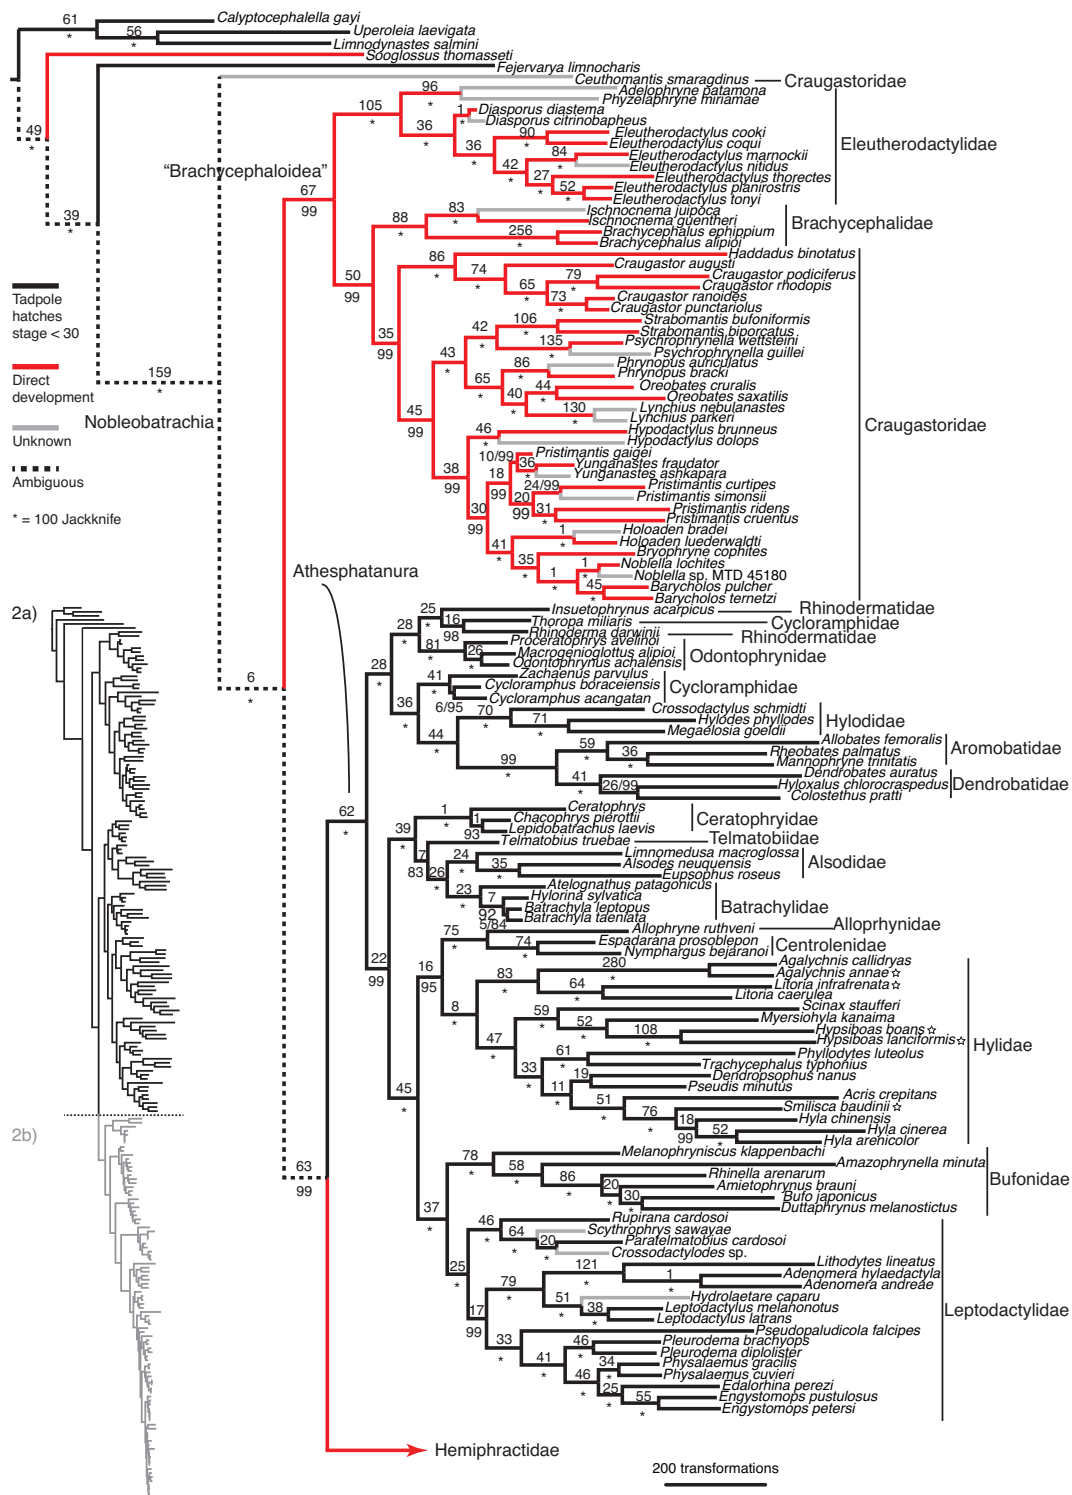 61
*
Calyptocephalella gayi
56
*
Uperoleia laevigata
Limnodynastes salmini
Sooglossus thomasseti
Fejervarya limnocharis
49
*
39
*
159
*
Nobleobatrachia
6
*
Ceuthomantis smaragdinus
Craugastoridae
"Brachycephaloidea"
67
99
105
*
96
*
Adelophryne patamona
Phyzelaphryne miriamae
36
*
1
*
Diasporus diastema
Diasporus citrinobapheus
36
*
90
*
Eleutherodactylus cooki
Eleutherodactylus coqui
42
*
84
*
Eleutherodactylus marnockii
Eleutherodactylus nitidus
27
*
Eleutherodactylus thorectes
52
*
Eleutherodactylus planirostris
Eleutherodactylus tonyi
Eleutherodactylidae
50
99
88
*
83
*
Ischnocnema juipoca
Ischnocnema guentheri
256
*
Brachycephalus ephippium
Brachycephalus alipioi
Brachycephalidae
35
99
86
*
Haddadus binotatus
74
*
Craugastor augusti
65
*
79
*
Craugastor podiciferus
Craugastor rhodopis
73
*
Craugastor ranoides
Craugastor punctariolus
45
99
43
*
42
*
106
*
Strabomantis bufoniformis
Strabomantis biporcatus
135
*
Psychrophrynella wettsteini
Psychrophrynella guillei
65
*
86
*
Phrynopus auriculatus
Phrynopus bracki
40
*
44
*
Oreobates cruralis
Oreobates saxatilis
130
*
Lynchius nebulanastes
Lynchius parkeri
38
99
46
*
Hypodactylus brunneus
Hypodactylus dolops
30
99
18
99
10/99
Pristimantis gaigei
36
*
Yunganastes fraudator
Yunganastes ashkapara
20
99
24/99
Pristimantis curtipes
Pristimantis simonsii
31
*
Pristimantis ridens
Pristimantis cruentus
41
*
1
*
Holoaden bradei
Holoaden luederwaldti
35
*
Bryophryne cophites
1
*
1
*
Noblella lochites
Noblella sp. MTD 45180
45
*
Barycholos pulcher
Barycholos ternetzi
Craugastoridae
Tadpole
hatches
stage < 30
Direct
development
Unknown
Ambiguous
* = 100 Jackknife
2a)
2b)
Athesphatanura
63
99
62
*
28
*
28
*
25
*
Insuetophrynus acarpicus
Rhinodermatidae
16
98
Thoropa miliaris
Cycloramphidae
Rhinoderma darwinii
Rhinodermatidae
81
*
Proceratophrys avelinoi
26
*
Macrogenioglottus alipioi
Odontophrynus achalensis
Odontophrynidae
36
*
41
*
Zachaenus parvulus
6/95
Cycloramphus boraceiensis
Cycloramphus acangatan
Cycloramphidae
44
*
70
*
Crossodactylus schmidti
71
*
Hylodes phyllodes
Megaelosia goeldii
Hylodidae
99
*
59
*
Allobates femoralis
36
*
Rheobates palmatus
Mannophryne trinitatis
Aromobatidae
41
*
Dendrobates auratus
26/99
Hyloxalus chlorocraspedus
Colostethus pratti
Dendrobatidae
22
99
39
*
1
*
Ceratophrys
1
93
Chacophrys pierottii
Lepidobatrachus laevis
Ceratophryidae
7
83
Telmatobius truebae
Telmatobiidae
26
*
24
*
Limnomedusa macroglossa
35
*
Alsodes neuquensis
Eupsophus roseus
Alsodidae
23
*
Atelognathus patagonicus
7
92
Hylorina sylvatica
5/84
Batrachyla leptopus
Batrachyla taeniata
Batrachylidae
45
*
16
95
75
*
Allophryne ruthveni
Alloprhynidae
74
*
Espadarana prosoblepon
Nymphargus bejaranoi
Centrolenidae
8
*
83
*
280
*
Agalychnis callidryas
Agalychnis annae☆
64
*
Litoria infrafrenata☆
Litoria caerulea
47
*
59
*
Scinax staufferi
52
*
Myersiohyla kanaima
108
*
Hypsiboas boans☆
Hypsiboas lanciformis☆
33
*
61
*
Phyllodytes luteolus
Trachycephalus typhonius
11
*
19
Dendropsophus nanus
Pseudis minutus
51
*
Acris crepitans
76
*
Smilisca baudinii☆
18
99
Hyla chinensis
52
*
Hyla cinerea
Hyla arenicolor
Hylidae
37
*
78
*
Melanophryniscus klappenbachi
58
*
Amazophrynella minuta
86
*
Rhinella arenarum
20
*
Amietophrynus brauni
30
*
Bufo japonicus
Duttaphrynus melanostictus
Bufonidae
25
*
46
*
Rupirana cardosoi
64
*
Scythrophrys sawayae
20
*
Paratelmatobius cardosoi
Crossodactylodes sp.
17
99
79
*
121
*
Lithodytes lineatus
1
*
Adenomera hylaedactyla
Adenomera andreae
51
*
Hydrolaetare caparu
38
*
Leptodactylus melanonotus
Leptodactylus latrans
33
*
Pseudopaludicola falcipes
41
*
46
*
Pleurodema brachyops
Pleurodema diplolister
46
*
34
*
Physalaemus gracilis
Physalaemus cuvieri
25
*
Edalorhina perezi
55
*
Engystomops pustulosus
Engystomops petersi
Leptodactylidae
Hemiphractidae
200 transformations